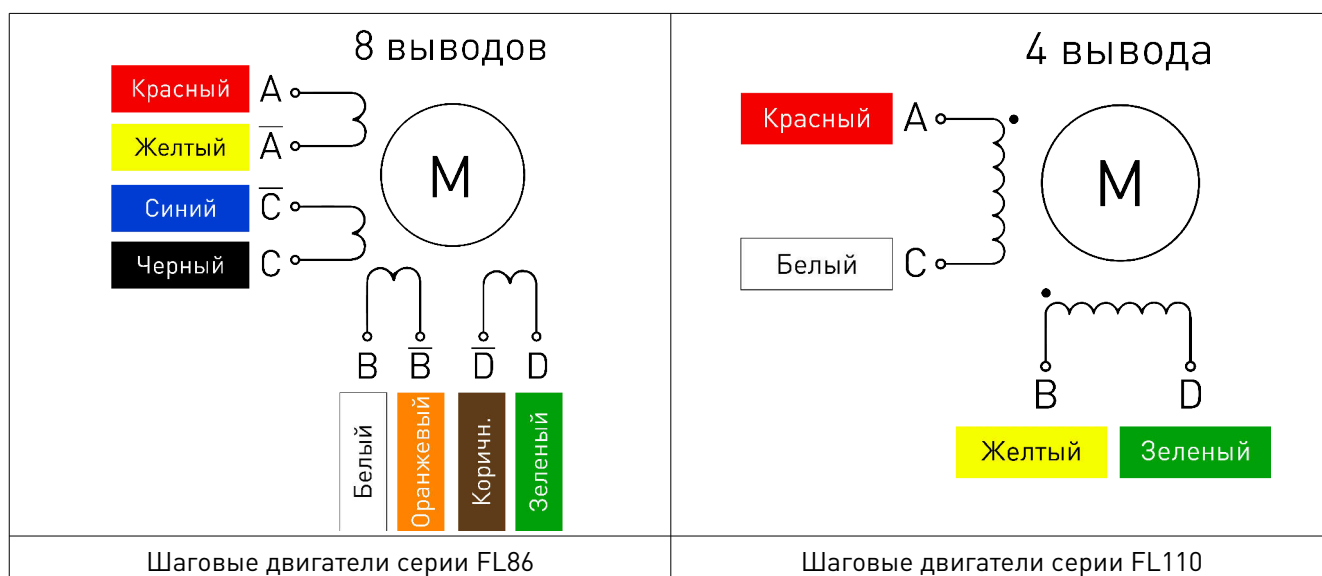 8 выводов
Красный A
Желтый A̅
Синий C̅
Черный C
M
B B̅ D̅ D
Белый
Оранжевый
Коричн.
Зеленый
Шаговые двигатели серии FL86
4 вывода
Красный A
Белый C
M
B D
Желтый Зеленый
Шаговые двигатели серии FL110